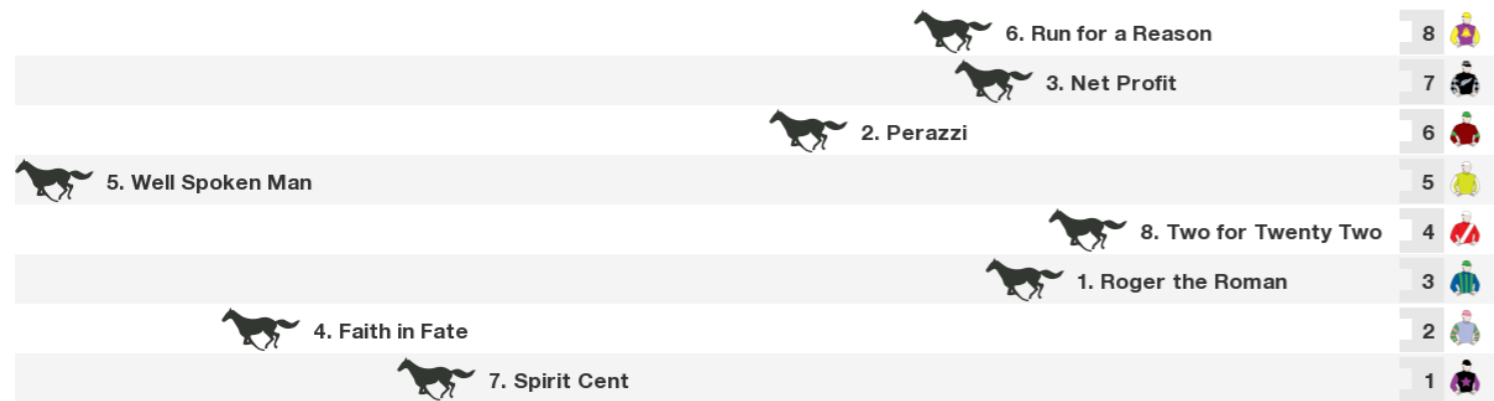 6. Run for a Reason 8
3. Net Profit 7
2. Perazzi 6
5. Well Spoken Man 5
8. Two for Twenty Two 4
1. Roger the Roman 3
4. Faith in Fate 2
7. Spirit Cent 1